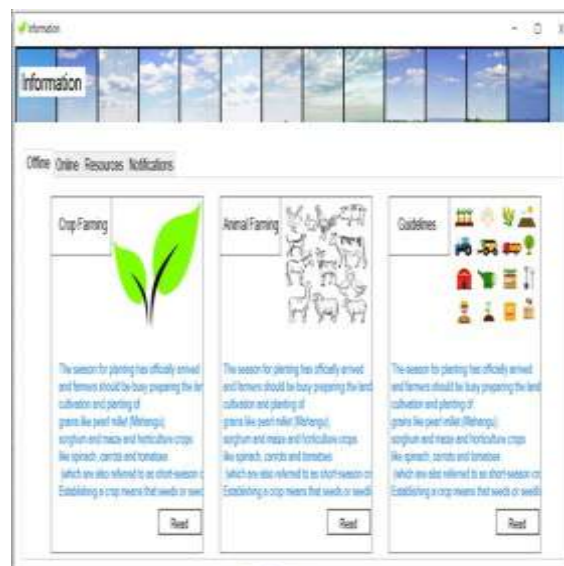 Information
Information
Offline Online Resources Notifications
Crop Farming
The season for planting has officially arrived
and farmers should be busy preparing the land
cultivation and planting of
grains like pearl millet (Mahangu)
sorghum and maize and horticulture crops
like spinach, carrots and tomatoes
(which are also referred to as short-season cr
Establishing a crop means that seeds or seed
Read
Animal Farming
The season for planting has officially arrived
and farmers should be busy preparing the land
cultivation and planting of
grains like pearl millet (Mahangu)
sorghum and maize and horticulture crops
like spinach, carrots and tomatoes
(which are also referred to as short-season cr
Establishing a crop means that seeds or seedl
Read
Guidelines
The season for planting has officially arrived
and farmers should be busy preparing the land
cultivation and planting of
grains like pearl millet (Mahangu)
sorghum and maize and horticulture crops
like spinach, carrots and tomatoes
(which are also referred to as short-season cr
Establishing a crop means that seeds or seedli
Read